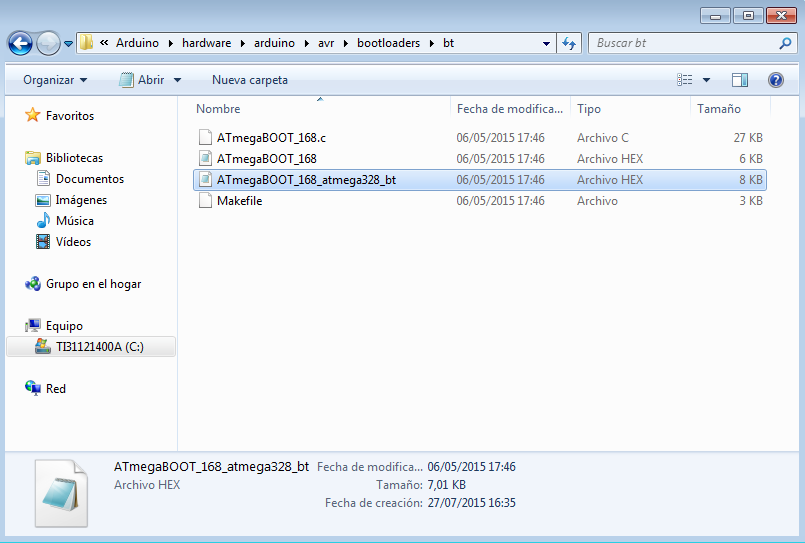 « Arduino ▸ hardware ▸ arduino ▸ avr ▸ bootloaders ▸ bt
Buscar bt
Organizar
Abrir
Nueva carpeta
Favoritos
Bibliotecas
Documentos
Imágenes
Música
Vídeos
Grupo en el hogar
Equipo
TI31121400A (C:)
Red
Nombre Fecha de modifica... Tipo Tamaño
ATmegaBOOT_168.c 06/05/2015 17:46 Archivo C 27 KB
ATmegaBOOT_168 06/05/2015 17:46 Archivo HEX 6 KB
ATmegaBOOT_168_atmega328_bt 06/05/2015 17:46 Archivo HEX 8 KB
Makefile 06/05/2015 17:46 Archivo 3 KB
ATmegaBOOT_168_atmega328_bt Fecha de modifica... 06/05/2015 17:46
Archivo HEX Tamaño: 7,01 KB
Fecha de creación: 27/07/2015 16:35